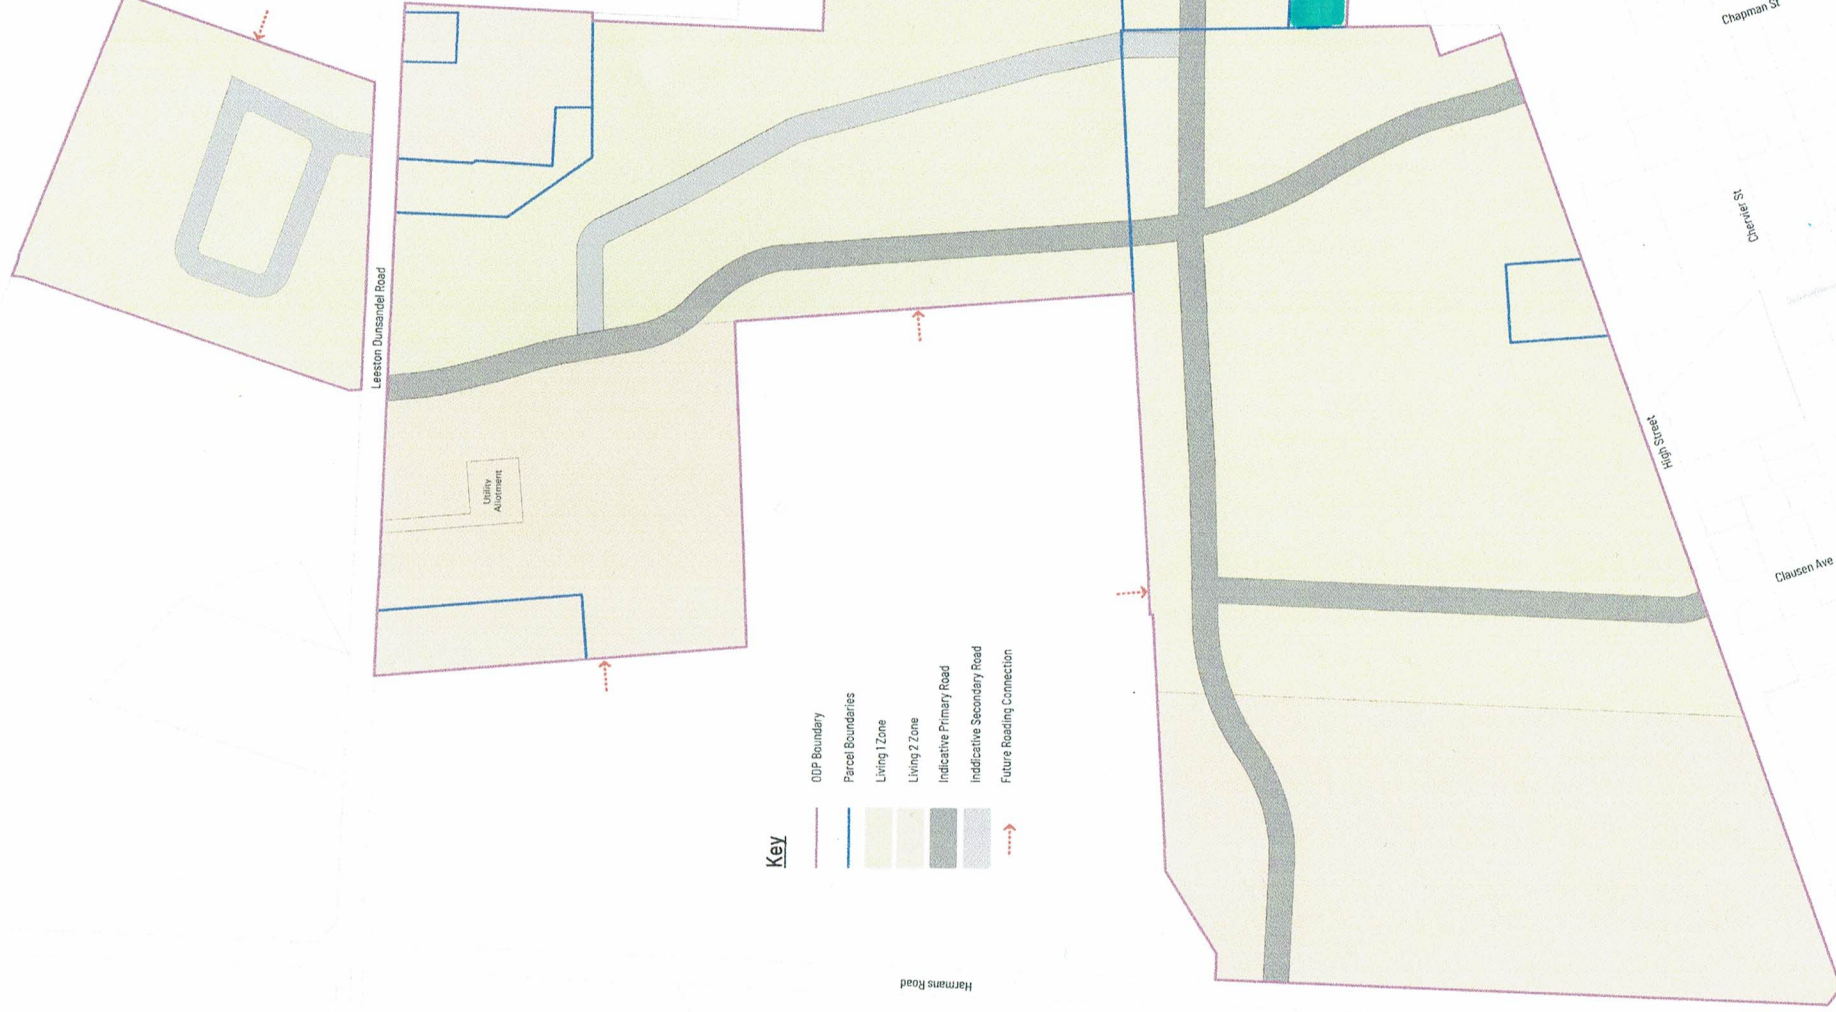 Chapman St
Chervier St
Leeston Dunsandel Road
High Street
Utility
Allotment
Clausen Ave
Key
ODP Boundary
Parcel Boundaries
Living 1 Zone
Living 2 Zone
Indicative Primary Road
Inddicative Secondary Road
Future Roading Connection
Harmans Road